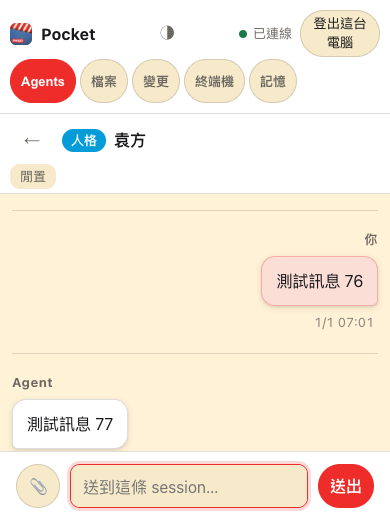 Pocket
已連線
登出這台
電腦
Agents
檔案
變更
終端機
記憶
← 人格 袁方
閒置
你
測試訊息 76
1/1 07:01
Agent
測試訊息 77
送到這條 session...
送出